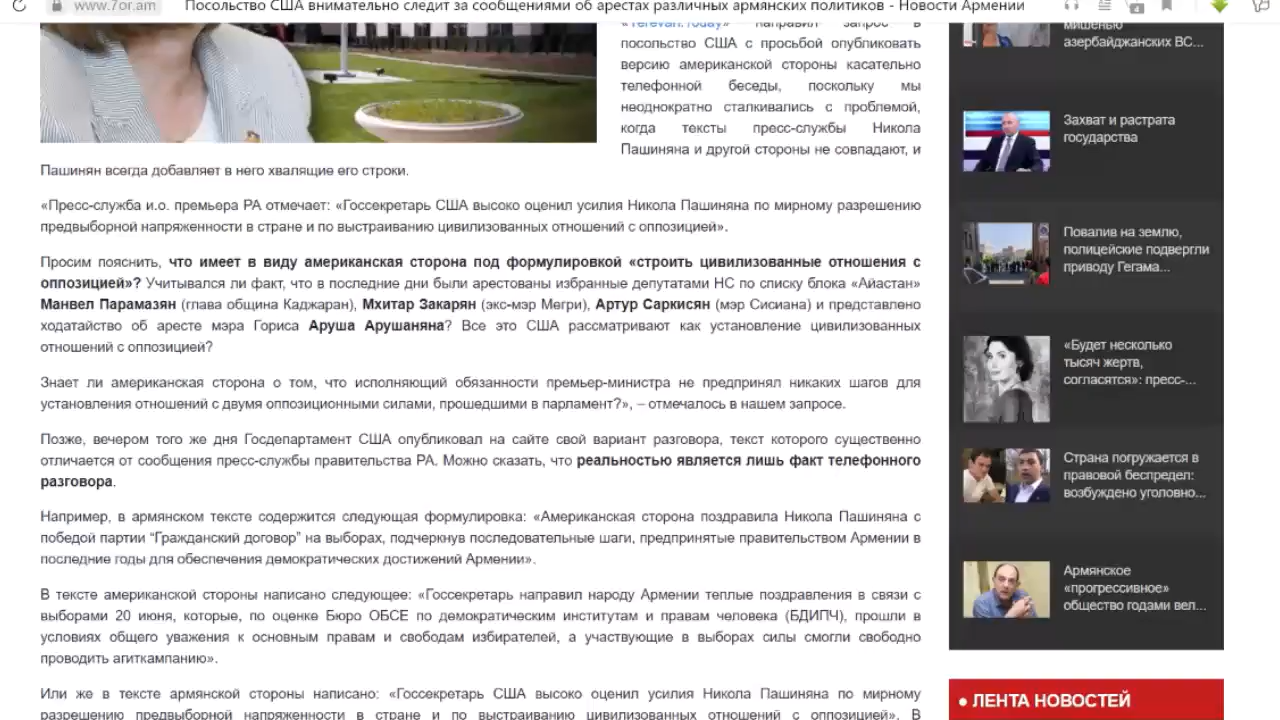 www.7or.am Посольство США внимательно следит за сообщениями об арестах различных армянских политиков - Новости Армении
«Yerevan.Today» направил запрос в
посольство США с просьбой опубликовать
версию американской стороны касательно
телефонной беседы, поскольку мы
неоднократно сталкивались с проблемой,
когда тексты пресс-службы Никола
Пашиняна и другой стороны не совпадают, и
Пашинян всегда добавляет в него хвалящие его строки.
«Пресс-служба и.о. премьера РА отмечает: «Госсекретарь США высоко оценил усилия Никола Пашиняна по мирному разрешению
предвыборной напряженности в стране и по выстраиванию цивилизованных отношений с оппозицией».
Просим пояснить, что имеет в виду американская сторона под формулировкой «строить цивилизованные отношения с
оппозицией»? Учитывался ли факт, что в последние дни были арестованы избранные депутатами НС по списку блока «Айастан»
Манвел Парамазян (глава община Каджаран), Мхитар Закарян (экс-мэр Мегри), Артур Саркисян (мэр Сисиана) и представлено
ходатайство об аресте мэра Гориса Аруша Арушаняна? Все это США рассматривают как установление цивилизованных
отношений с оппозицией?
Знает ли американская сторона о том, что исполняющий обязанности премьер-министра не предпринял никаких шагов для
установления отношений с двумя оппозиционными силами, прошедшими в парламент?», – отмечалось в нашем запросе.
Позже, вечером того же дня Госдепартамент США опубликовал на сайте свой вариант разговора, текст которого существенно
отличается от сообщения пресс-службы правительства РА. Можно сказать, что реальностью является лишь факт телефонного
разговора.
Например, в армянском тексте содержится следующая формулировка: «Американская сторона поздравила Никола Пашиняна с
победой партии “Гражданский договор” на выборах, подчеркнув последовательные шаги, предпринятые правительством Армении в
последние годы для обеспечения демократических достижений Армении».
В тексте американской стороны написано следующее: «Госсекретарь направил народу Армении теплые поздравления в связи с
выборами 20 июня, которые, по оценке Бюро ОБСЕ по демократическим институтам и правам человека (БДИПЧ), прошли в
условиях общего уважения к основным правам и свободам избирателей, а участвующие в выборах силы смогли свободно
проводить агиткампанию».
Или же в тексте армянской стороны написано: «Госсекретарь США высоко оценил усилия Никола Пашиняна по мирному
разрешению предвыборной напряженности в стране и по выстраиванию цивилизованных отношений с оппозицией». В
мишенью
азербайджанских ВС...
Захват и растрата
государства
Повалив на землю,
полицейские подвергли
приводу Гегама...
«Будет несколько
тысяч жертв,
согласятся»: пресс-...
Страна погружается в
правовой беспредел:
возбуждено уголовно...
Армянское
«прогрессивное»
общество годами вел...
• ЛЕНТА НОВОСТЕЙ